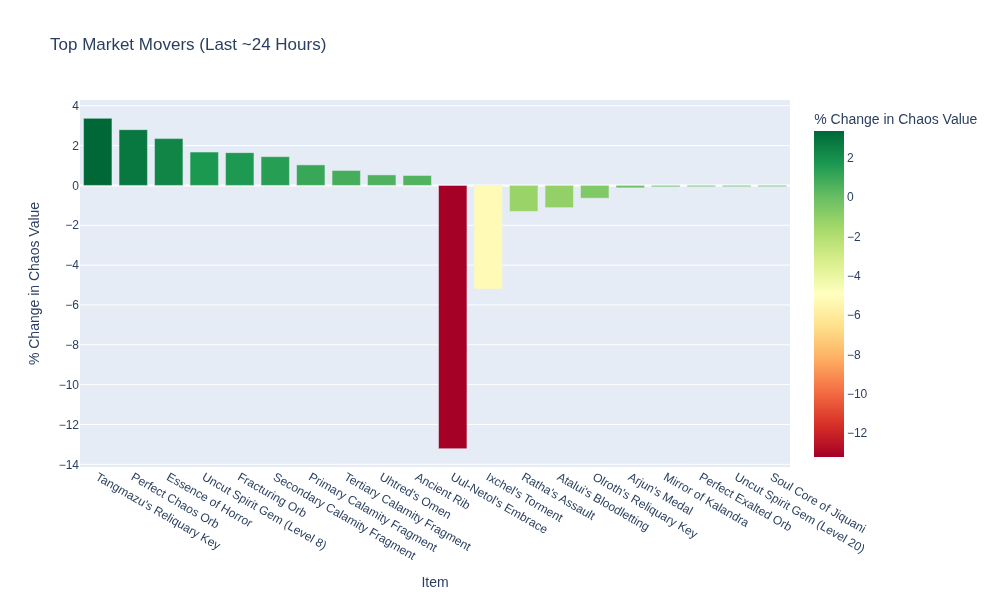 Top Market Movers (Last ~24 Hours)
% Change in Chaos Value
4
2
0
−2
−4
−6
−8
−10
−12
−14
% Change in Chaos Value
2
0
−2
−4
−6
−8
−10
−12
Tangmazu's Reliquary Key
Perfect Chaos Orb
Essence of Horror
Uncut Spirit Gem (Level 8)
Fracturing Orb
Secondary Calamity Fragment
Primary Calamity Fragment
Tertiary Calamity Fragment
Uhtred's Omen
Ancient Rib
Uul-Netol's Embrace
Ixchel's Torment
Ratha's Assault
Atalui's Bloodletting
Olroth's Reliquary Key
Arjun's Medal
Mirror of Kalandra
Perfect Exalted Orb
Uncut Spirit Gem (Level 20)
Soul Core of Jiquani
Item